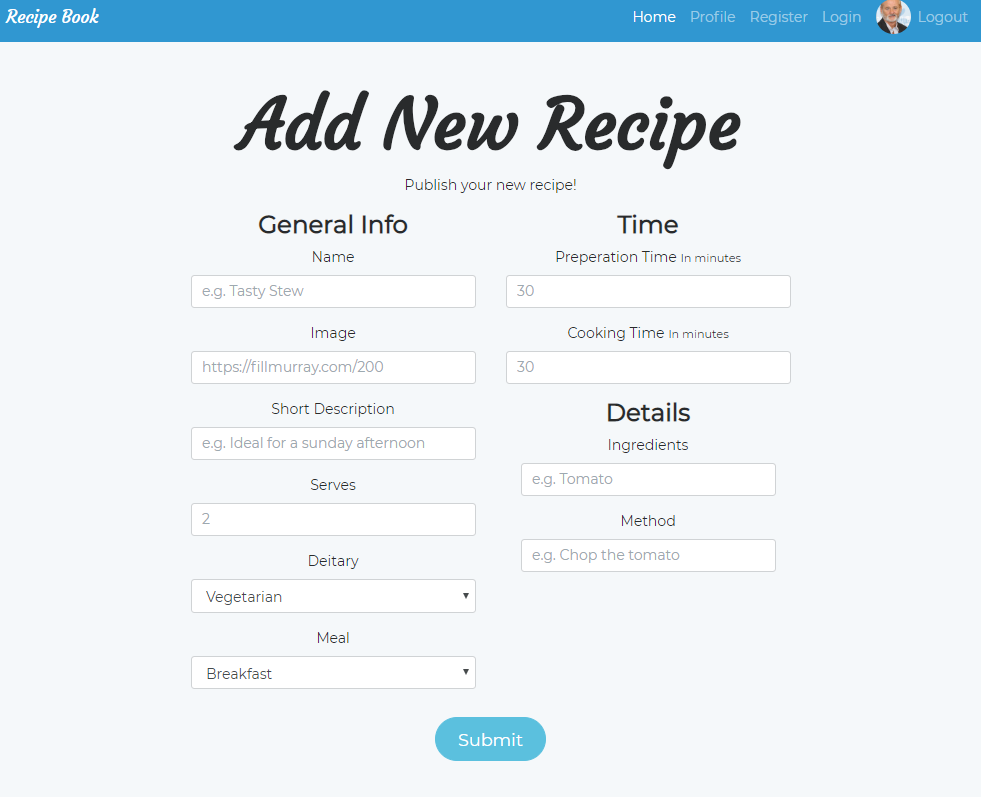 Recipe Book
Home Profile Register Login Logout
Add New Recipe
Publish your new recipe!
General Info
Name
e.g. Tasty Stew
Image
https://fillmurray.com/200
Short Description
e.g. Ideal for a sunday afternoon
Serves
2
Deitary
Vegetarian
Meal
Breakfast
Time
Preperation Time In minutes
30
Cooking Time In minutes
30
Details
Ingredients
e.g. Tomato
Method
e.g. Chop the tomato
Submit